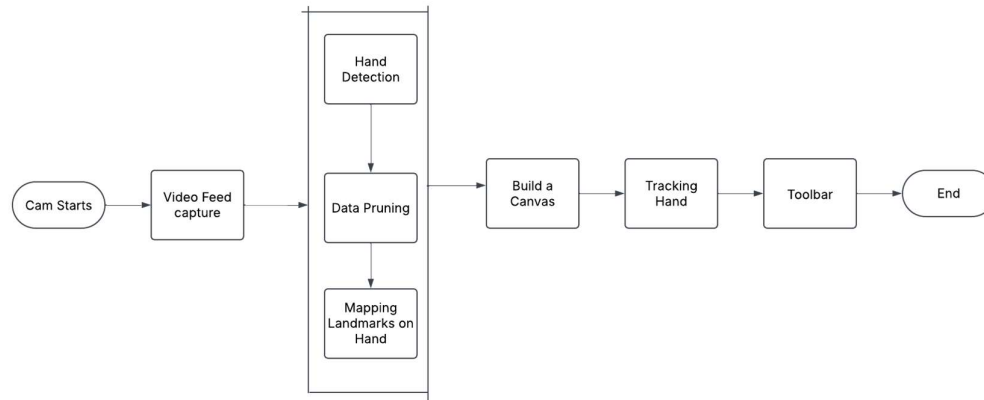 Cam Starts
Video Feed
capture
Hand
Detection
Data Pruning
Mapping
Landmarks on
Hand
Build a
Canvas
Tracking
Hand
Toolbar
End